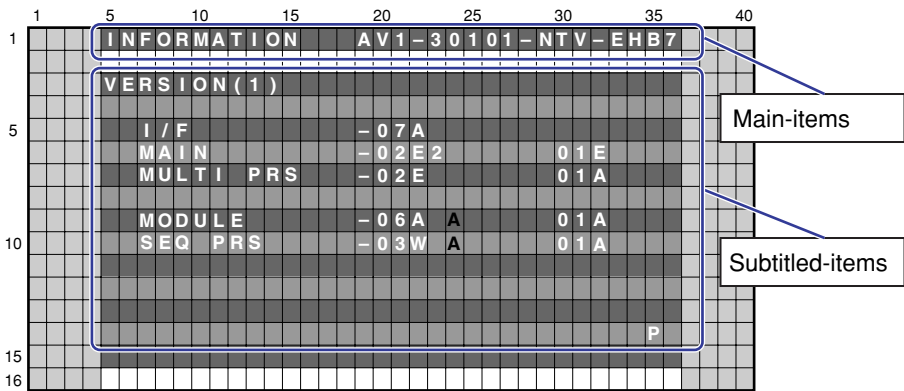 1 5 10 15 20 25 30 35 40
1 INFORMATION AV1-30101-NTV-EHB7
VERSION(1)
Main-items
5 I/F -07A
MAIN -02E2 01E
MULTI PRS -02E 01A
MODULE -06A A 01A
10 SEQ PRS -03W A 01A
Subtitled-items
P
15
16